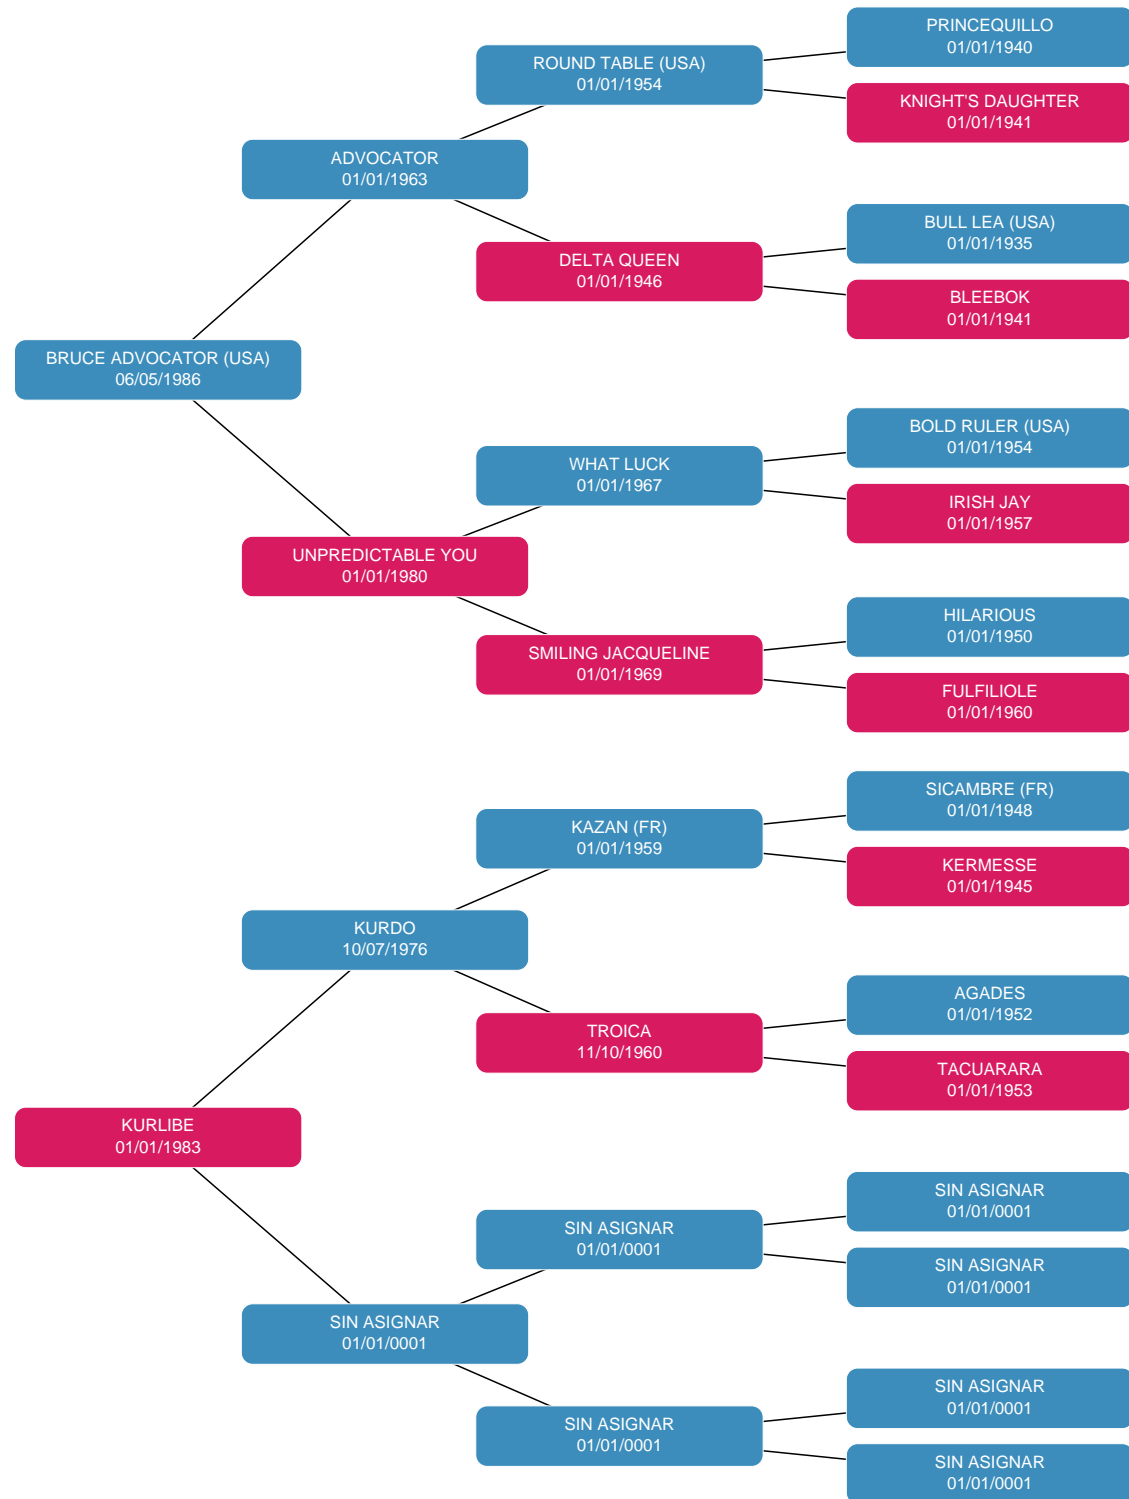 PRINCEQUILLO
01/01/1940
ROUND TABLE (USA)
01/01/1954
KNIGHT'S DAUGHTER
01/01/1941
ADVOCATOR
01/01/1963
BULL LEA (USA)
01/01/1935
DELTA QUEEN
01/01/1946
BLEEBOK
01/01/1941
BRUCE ADVOCATOR (USA)
06/05/1986
BOLD RULER (USA)
01/01/1954
WHAT LUCK
01/01/1967
IRISH JAY
01/01/1957
UNPREDICTABLE YOU
01/01/1980
HILARIOUS
01/01/1950
SMILING JACQUELINE
01/01/1969
FULFILIOLE
01/01/1960
SICAMBRE (FR)
01/01/1948
KAZAN (FR)
01/01/1959
KERMESSE
01/01/1945
KURDO
10/07/1976
AGADES
01/01/1952
TROICA
11/10/1960
TACUARARA
01/01/1953
KURLIBE
01/01/1983
SIN ASIGNAR
01/01/0001
SIN ASIGNAR
01/01/0001
SIN ASIGNAR
01/01/0001
SIN ASIGNAR
01/01/0001
SIN ASIGNAR
01/01/0001
SIN ASIGNAR
01/01/0001
SIN ASIGNAR
01/01/0001